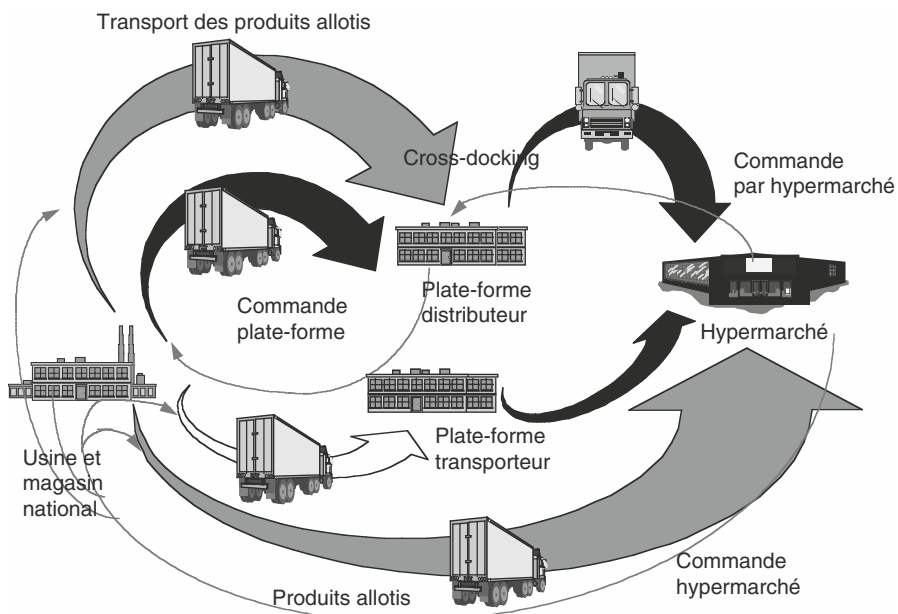 Transport des produits allotis
Cross-docking
Commande
par hypermarché
Commande
plate-forme
Plate-forme
distributeur
Hypermarché
Usine et
magasin
national
Plate-forme
transporteur
Produits allotis
Commande
hypermarché